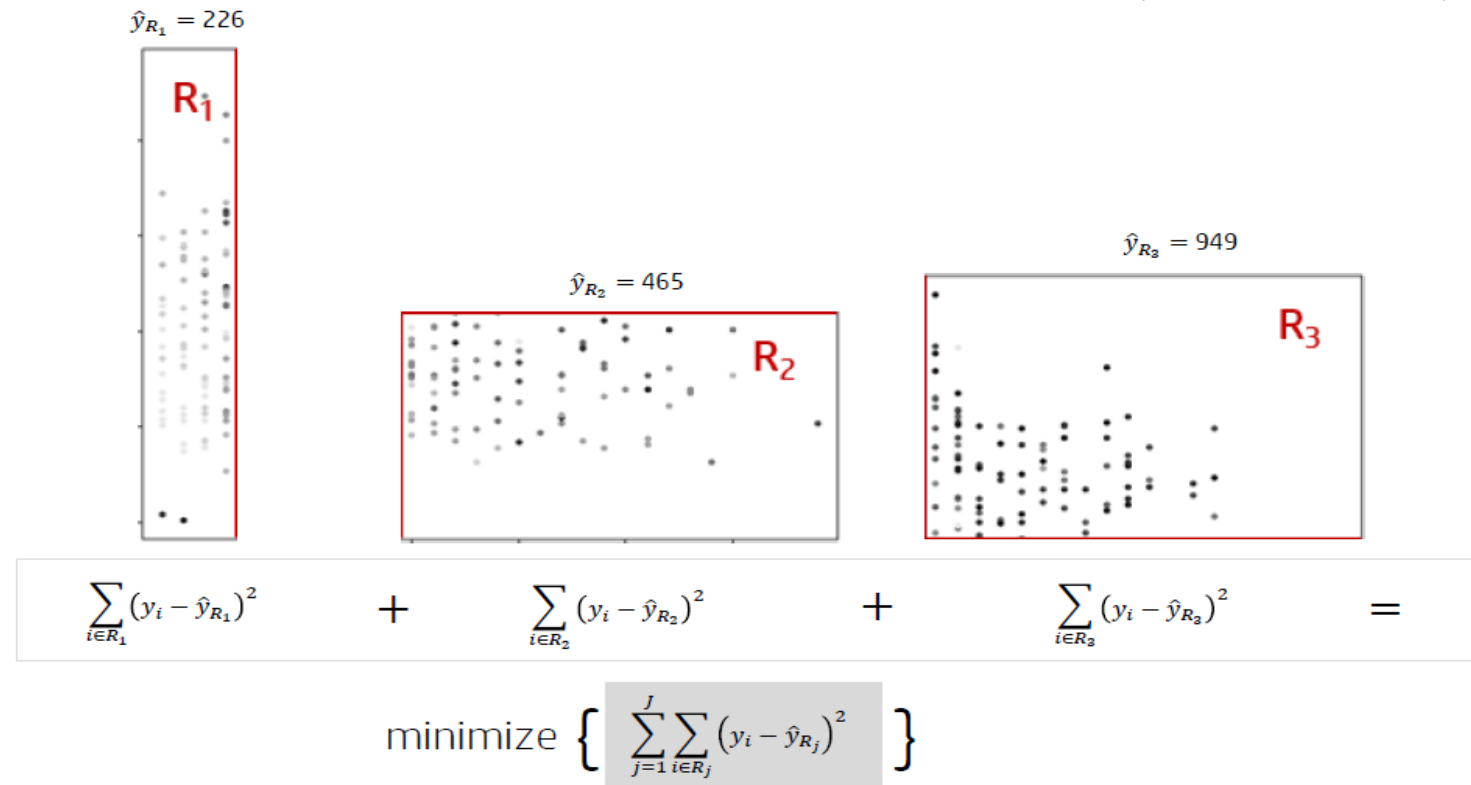 ŷ_{R_1} = 226
R_1
ŷ_{R_2} = 465
R_2
ŷ_{R_3} = 949
R_3
∑_{i∈R_1} (y_i − ŷ_{R_1})^2 + ∑_{i∈R_2} (y_i − ŷ_{R_2})^2 + ∑_{i∈R_3} (y_i − ŷ_{R_3})^2 =
minimize { ∑_{j=1}^{J} ∑_{i∈R_j} (y_i − ŷ_{R_j})^2 }